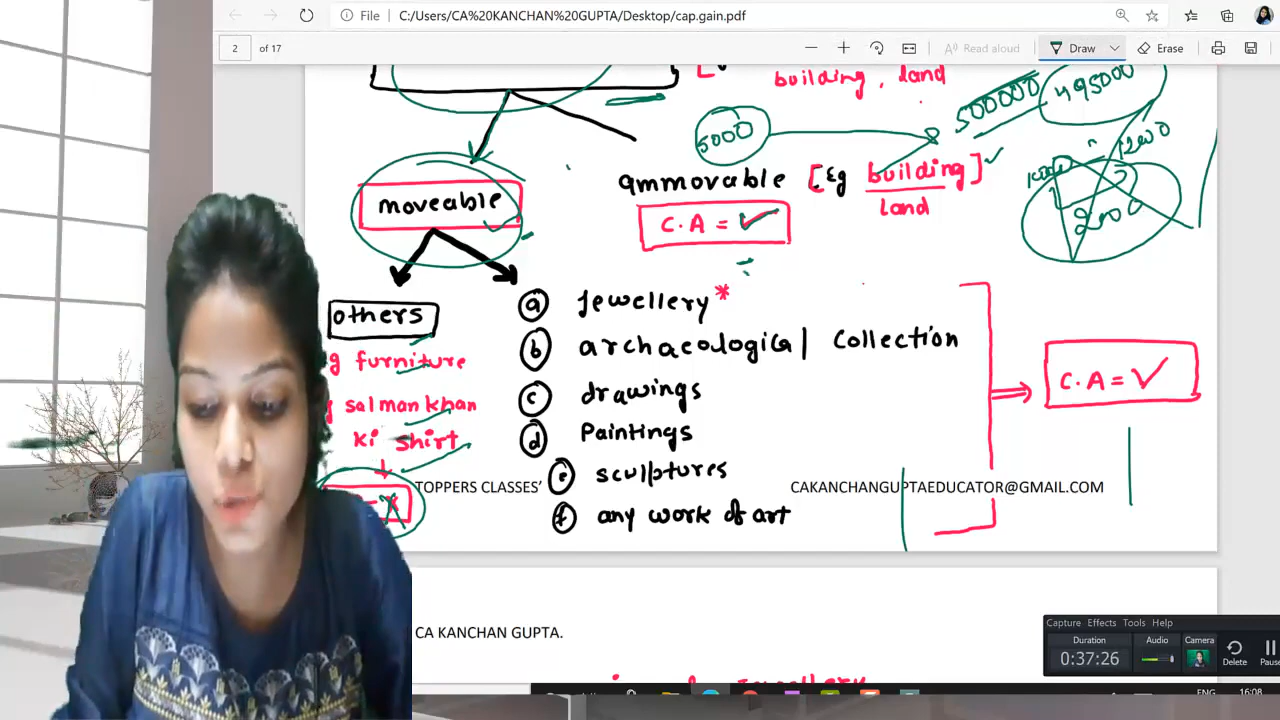 File
C:/Users/CA%20KANCHAN%20GUPTA/Desktop/cap.gain.pdf
2 of 17
Read aloud
Draw
Erase
building, land
500000
495000
5000
1200
2000
moveable
ammovable [Eg building]
land
C.A = ✓
others
a jewellery *
b archaeological collection
furniture
c drawings
C.A = ✓
salman khan
ki shirt
d Paintings
e sculptures
TOPPERS CLASSES'
CAKANCHANGUPTAEDUCATOR@GMAIL.COM
f any work of art
CA KANCHAN GUPTA.
Capture Effects Tools Help
Duration
Audio
Camera
0:37:26
Delete
Pause
ENG
16:08